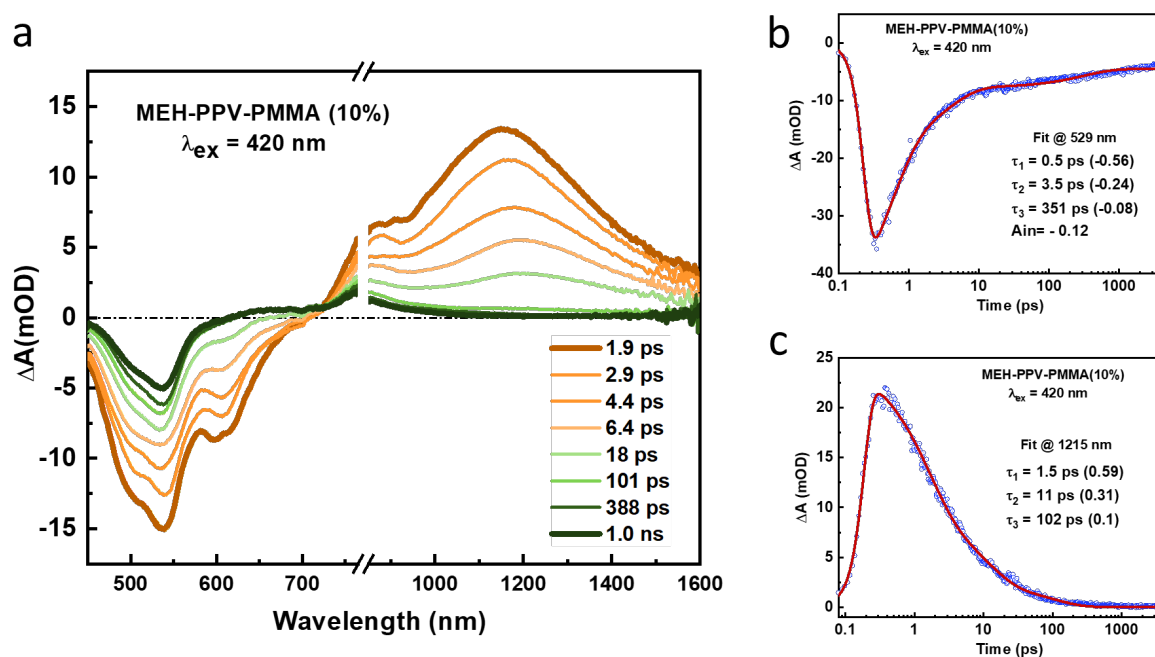 a
MEH-PPV-PMMA (10%)
λex = 420 nm
ΔA(mOD)
15
10
5
0
-5
-10
-15
1.9 ps
2.9 ps
4.4 ps
6.4 ps
18 ps
101 ps
388 ps
1.0 ns
500 600 700 1000 1200 1400 1600
Wavelength (nm)
b
MEH-PPV-PMMA(10%)
λex = 420 nm
ΔA (mOD)
0
-10
-20
-30
-40
Fit @ 529 nm
τ1 = 0.5 ps (-0.56)
τ2 = 3.5 ps (-0.24)
τ3 = 351 ps (-0.08)
Ain= - 0.12
0.1 1 10 100 1000
Time (ps)
c
MEH-PPV-PMMA(10%)
λex = 420 nm
ΔA (mOD)
25
20
15
10
5
0
Fit @ 1215 nm
τ1 = 1.5 ps (0.59)
τ2 = 11 ps (0.31)
τ3 = 102 ps (0.1)
0.1 1 10 100 1000
Time (ps)